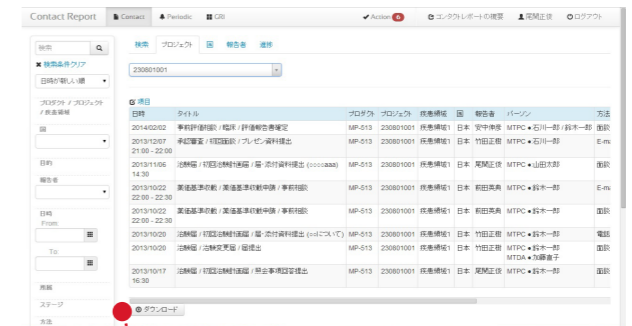 Contact Report Contact Periodic GRI Action 6 コンタクトレポートの概要 尾関正俊 ログアウト
検索 検索 プロジェクト 国 報告者 進捗
検索条件クリア
230801001
日時が新しい順
プロダクト / プロジェクト / 疾患領域
国
目的
報告者
日時
From
To
所属
ステージ
方法
項目
日時 タイトル プロダクト プロジェクト 疾患領域 国 報告者 パーソン 方法
2014/02/02 事前評価相談 / 臨床 / 評価報告書確定 MP-513 230801001 疾患領域1 日本 安中伸彦 MTPC ● 石川一郎 / 鈴木一郎 面談
2013/12/07 21:00 - 22:00 承認審査 / 初回面談 / プレゼン資料提出 MP-513 230801001 疾患領域1 日本 竹田正樹 MTPC ● 石川一郎 E-ma
2013/11/06 14:30 治験届 / 初回治験計画届 / 届・添付資料提出 (ccccaaa) MP-513 230801001 疾患領域1 日本 尾関正俊 MTPC ● 山田太郎 面談
2013/10/22 22:00 - 22:30 薬価基準収載 / 薬価基準収載申請 / 事前相談 MP-513 230801001 疾患領域1 日本 前田英典 MTPC ● 鈴木一郎 E-ma
2013/10/22 22:00 - 22:30 薬価基準収載 / 薬価基準収載申請 / 事前相談 MP-513 230801001 疾患領域1 日本 前田英典 MTPC ● 鈴木一郎 面談
2013/10/20 治験届 / 初回治験計画届 / 届・添付資料提出 (○○について) MP-513 230801001 疾患領域1 日本 竹田正樹 MTPC ● 鈴木一郎 電話
2013/10/20 治験届 / 治験変更届 / 届提出 MP-513 230801001 疾患領域1 日本 竹田正樹 MTPC ● 鈴木一郎 面談
MTDA ● 加藤直子
2013/10/17 16:30 治験届 / 初回治験計画届 / 照会事項回答提出 MP-513 230801001 疾患領域1 日本 尾関正俊 MTPC ● 鈴木一郎 面談
ダウンロード